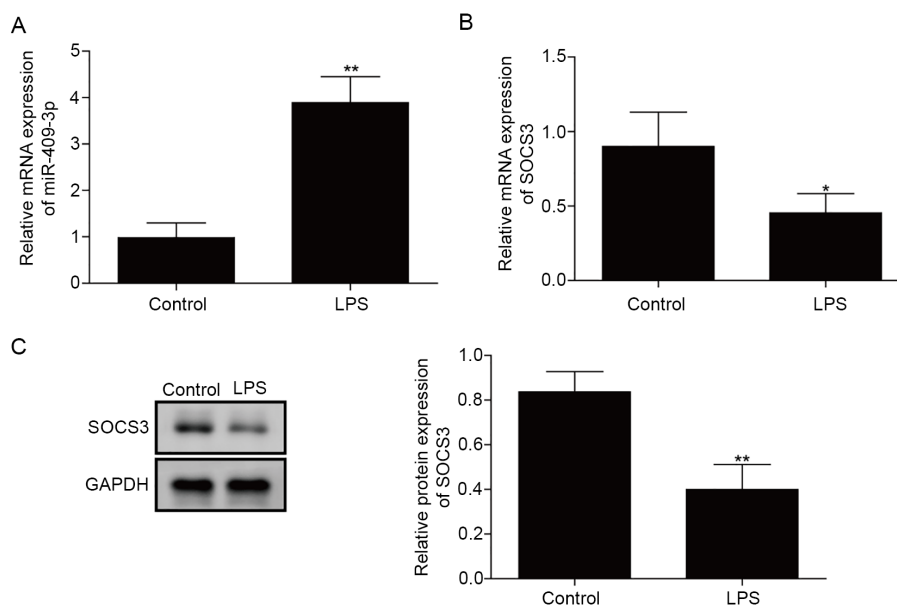 A
Relative mRNA expression
of miR-409-3p
5
4
3
2
1
0
**
Control
LPS
B
Relative mRNA expression
of SOCS3
1.5
1.0
0.5
0.0
*
Control
LPS
C
Control LPS
SOCS3
GAPDH
Relative protein expression
of SOCS3
1.0
0.8
0.6
0.4
0.2
0.0
**
Control
LPS